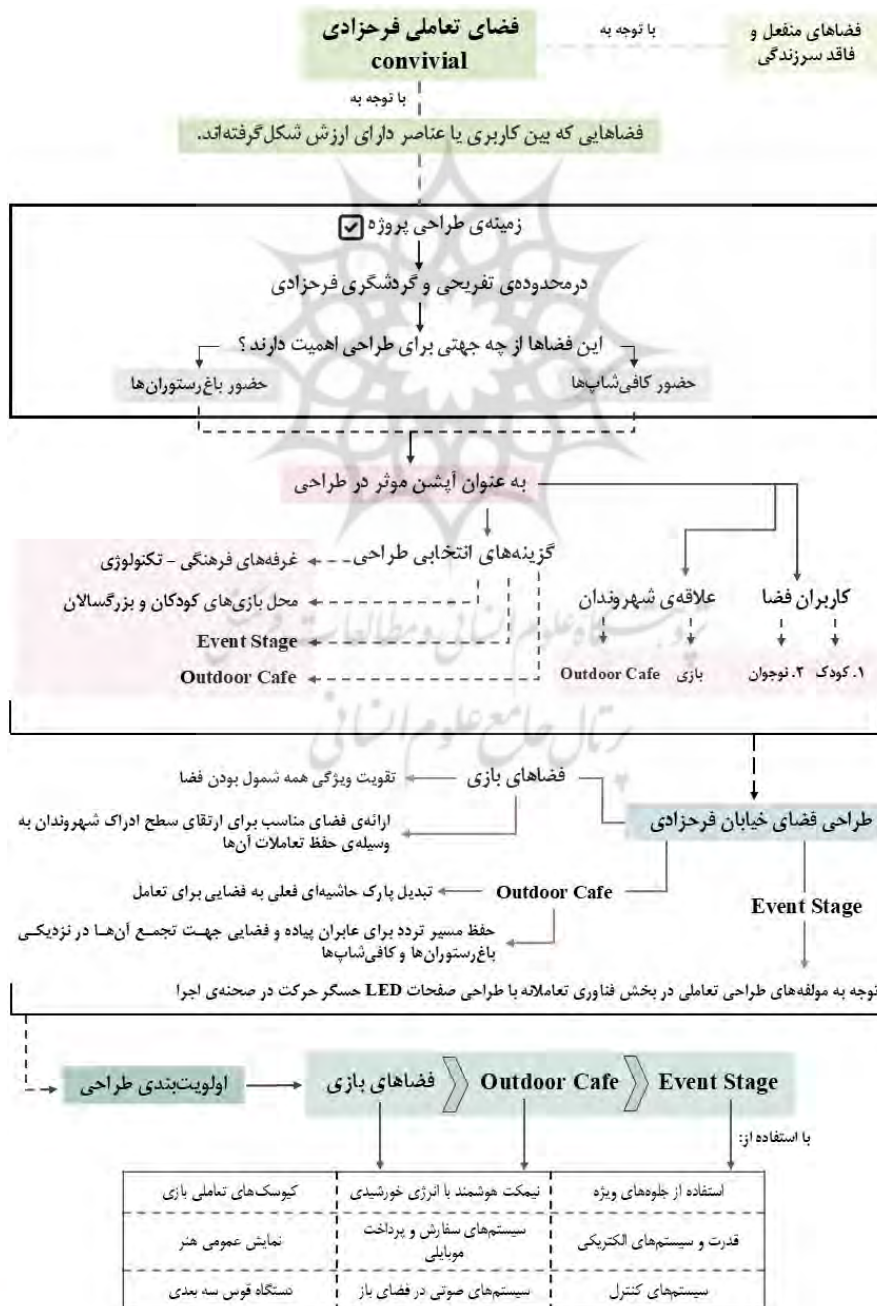 فضاهای منفعل و
فاقد سرزندگی
با توجه به
فضای تعاملی فرحزادی
convivial
با توجه به
فضاهایی که بین کاربری یا عناصر دارای ارزش شکل‌گرفته‌اند.
زمینه‌ی طراحی پروژه
درمحدوده‌ی تفریحی و گردشگری فرحزادی
این فضاها از چه جهتی برای طراحی اهمیت دارند؟
حضور کافی‌شاپ‌ها
حضور باغ‌رستوران‌ها
به عنوان آپشن موثر در طراحی
گزینه‌های انتخابی طراحی
غرفه‌های فرهنگی - تکنولوژی
محل بازی‌های کودکان و بزرگسالان
Event Stage
Outdoor Cafe
کاربران فضا
علاقه‌ی شهروندان
۱. کودک ۲. نوجوان
بازی
Outdoor Cafe
پژوهشگاه علوم انسانی و مطالعات فرهنگی
پرتال جامع علوم انسانی
فضاهای بازی
تقویت ویژگی همه شمول بودن فضا
ارائه‌ی فضای مناسب برای ارتقای سطح ادراک شهروندان به
وسیله‌ی حفظ تعاملات آن‌ها
طراحی فضای خیابان فرحزادی
Outdoor Cafe
تبدیل پارک حاشیه‌ای فعلی به فضایی برای تعامل
حفظ مسیر تردد برای عابران پیاده و فضایی جهت تجمع آن‌ها در نزدیکی
باغ‌رستوران‌ها و کافی‌شاپ‌ها
Event Stage
توجه به مولفه‌های طراحی تعاملی در بخش فناوری تعاملانه با طراحی صفحات LED حسگر حرکت در صحنه‌ی اجرا
اولویت‌بندی طراحی
فضاهای بازی
Outdoor Cafe
Event Stage
با استفاده از:
استفاده از جلوه‌های ویژه
نیمکت هوشمند با انرژی خورشیدی
کیوسک‌های تعاملی بازی
قدرت و سیستم‌های الکتریکی
سیستم‌های سفارش و پرداخت
موبایلی
نمایش عمومی هنر
سیستم‌های کنترل
سیستم‌های صوتی در فضای باز
دستگاه قوس سه بعدی